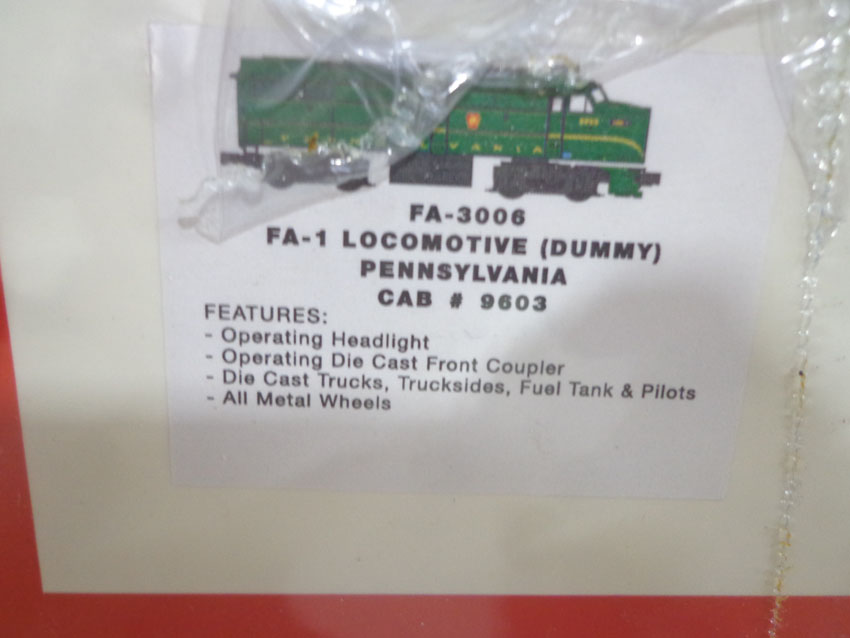 FA-3006
FA-1 LOCOMOTIVE (DUMMY)
PENNSYLVANIA
CAB # 9603
FEATURES:
- Operating Headlight
- Operating Die Cast Front Coupler
- Die Cast Trucks, Trucksides, Fuel Tank & Pilots
- All Metal Wheels